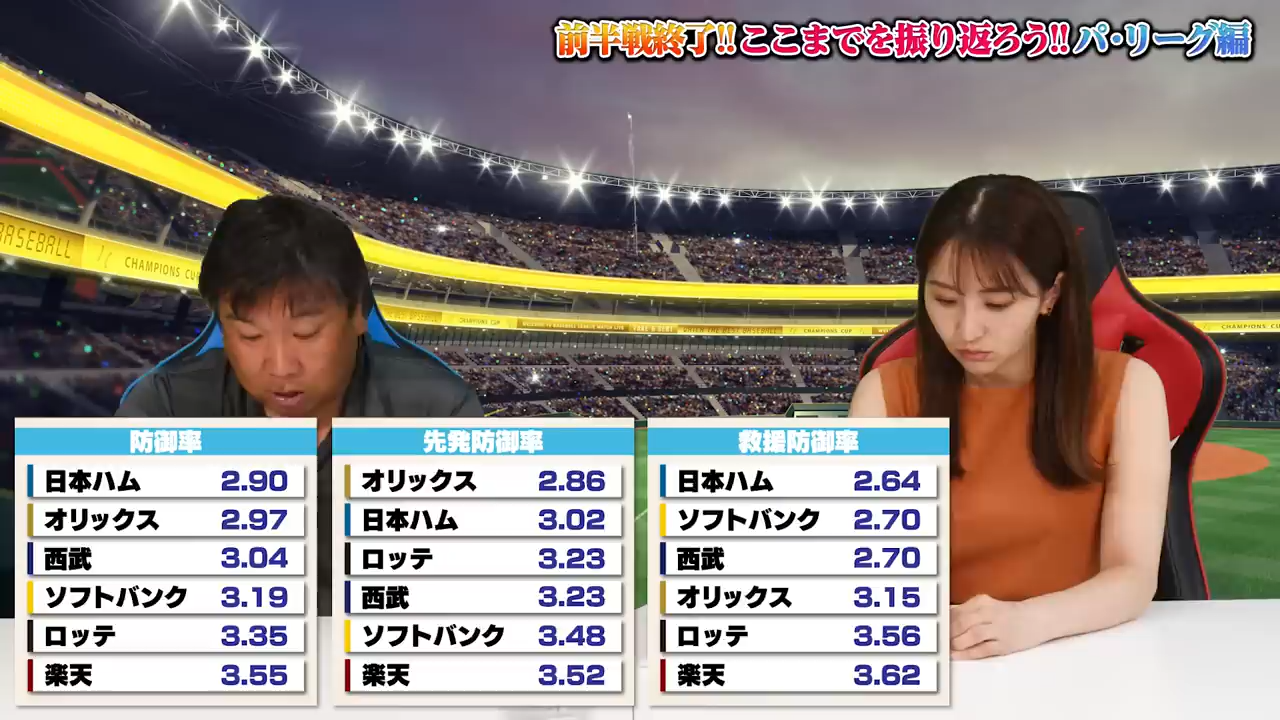 前半戦終了!!ここまでを振り返ろう!!パ・リーグ編
BASEBALL
CHAMPIONS CUP
CHAMPIONS CUP
CHAMPIONS CUP
CHAMPIONS CUP
防御率
日本ハム 2.90
オリックス 2.97
西武 3.04
ソフトバンク 3.19
ロッテ 3.35
楽天 3.55
先発防御率
オリックス 2.86
日本ハム 3.02
ロッテ 3.23
西武 3.23
ソフトバンク 3.48
楽天 3.52
救援防御率
日本ハム 2.64
ソフトバンク 2.70
西武 2.70
オリックス 3.15
ロッテ 3.56
楽天 3.62